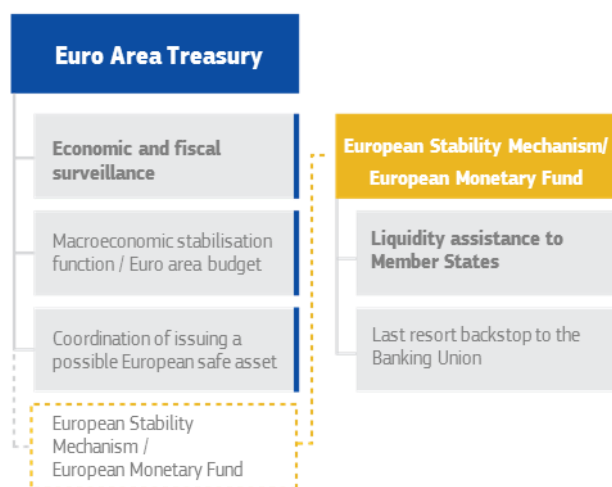 Euro Area Treasury
Economic and fiscal
surveillance
Macroeconomic stabilisation
function / Euro area budget
Coordination of issuing a
possible European safe asset
European Stability
Mechanism /
European Monetary Fund
European Stability Mechanism/
European Monetary Fund
Liquidity assistance to
Member States
Last resort backstop to the
Banking Union